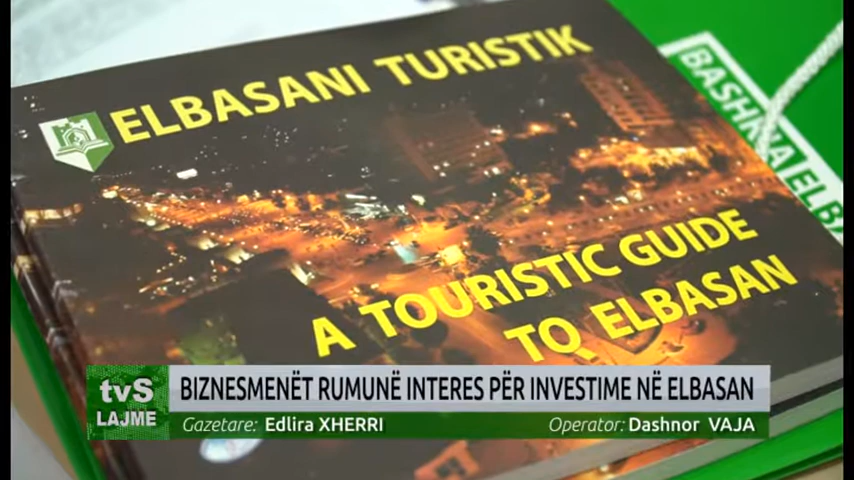 ELBASANI TURISTIK
BASHKIA ELBASA
A TOURISTIC GUIDE
TO ELBASAN
tvS
LAJME
BIZNESMENËT RUMUNË INTERES PËR INVESTIME NË ELBASAN
Gazetare: Edlira XHERRI
Operator: Dashnor VAJA